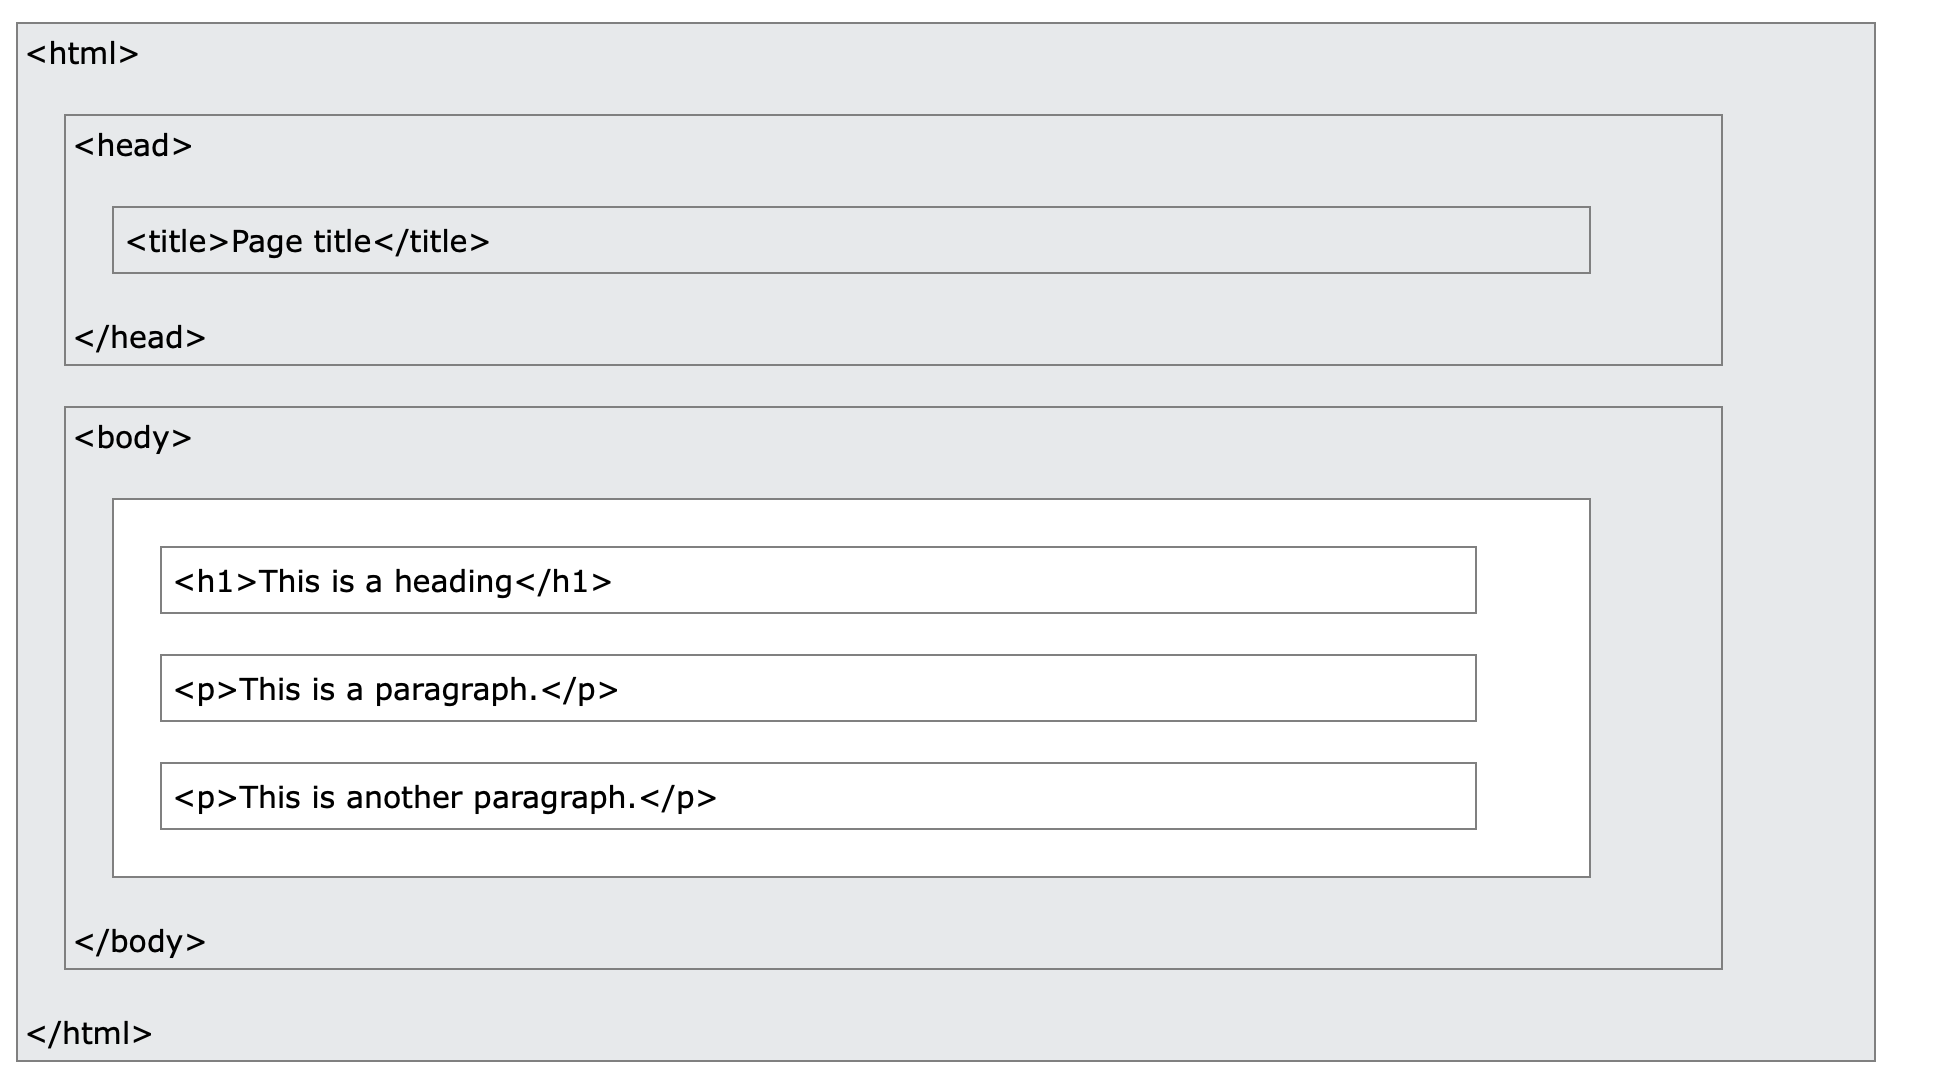 <html>
<head>
<title>Page title</title>
</head>
<body>
<h1>This is a heading</h1>
<p>This is a paragraph.</p>
<p>This is another paragraph.</p>
</body>
</html>